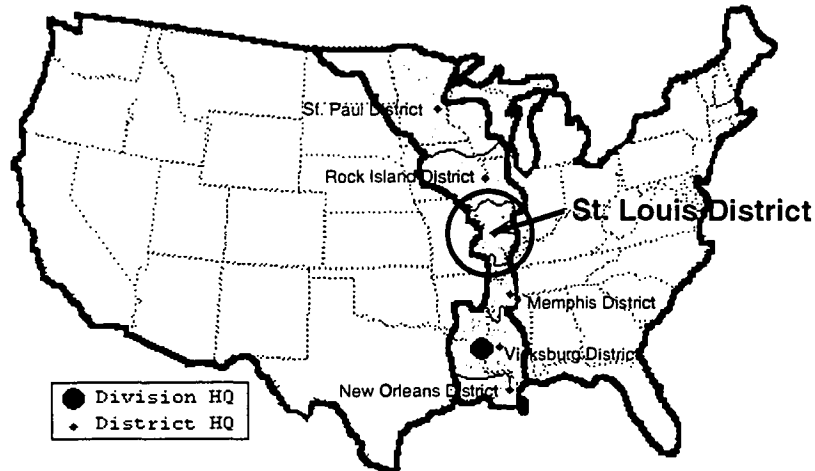 St. Paul District
Rock Island District
St. Louis District
Memphis District
Vicksburg District
New Orleans District
Division HQ
District HQ